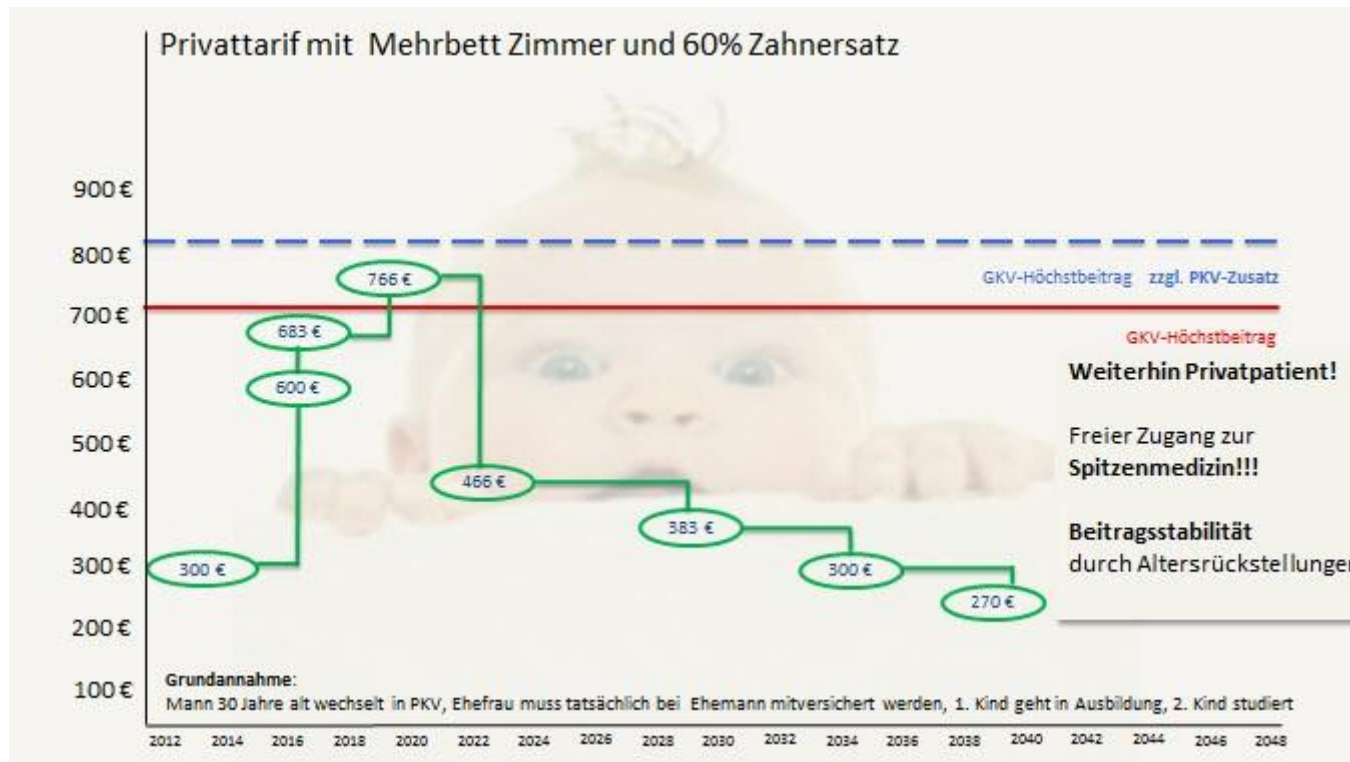 Privattarif mit Mehrbett Zimmer und 60% Zahnersatz
900 €
800 €
700 €
600 €
500 €
400 €
300 €
200 €
100 €
GKV-Höchstbeitrag zzgl. PKV-Zusatz
GKV-Höchstbeitrag
300 €
600 €
683 €
766 €
466 €
383 €
300 €
270 €
Weiterhin Privatpatient!
Freier Zugang zur
Spitzenmedizin!!!
Beitragsstabilität
durch Altersrückstellungen
Grundannahme:
Mann 30 Jahre alt wechselt in PKV, Ehefrau muss tatsächlich bei Ehemann mitversichert werden, 1. Kind geht in Ausbildung, 2. Kind studiert
2012 2014 2016 2018 2020 2022 2024 2026 2028 2030 2032 2034 2036 2038 2040 2042 2044 2046 2048